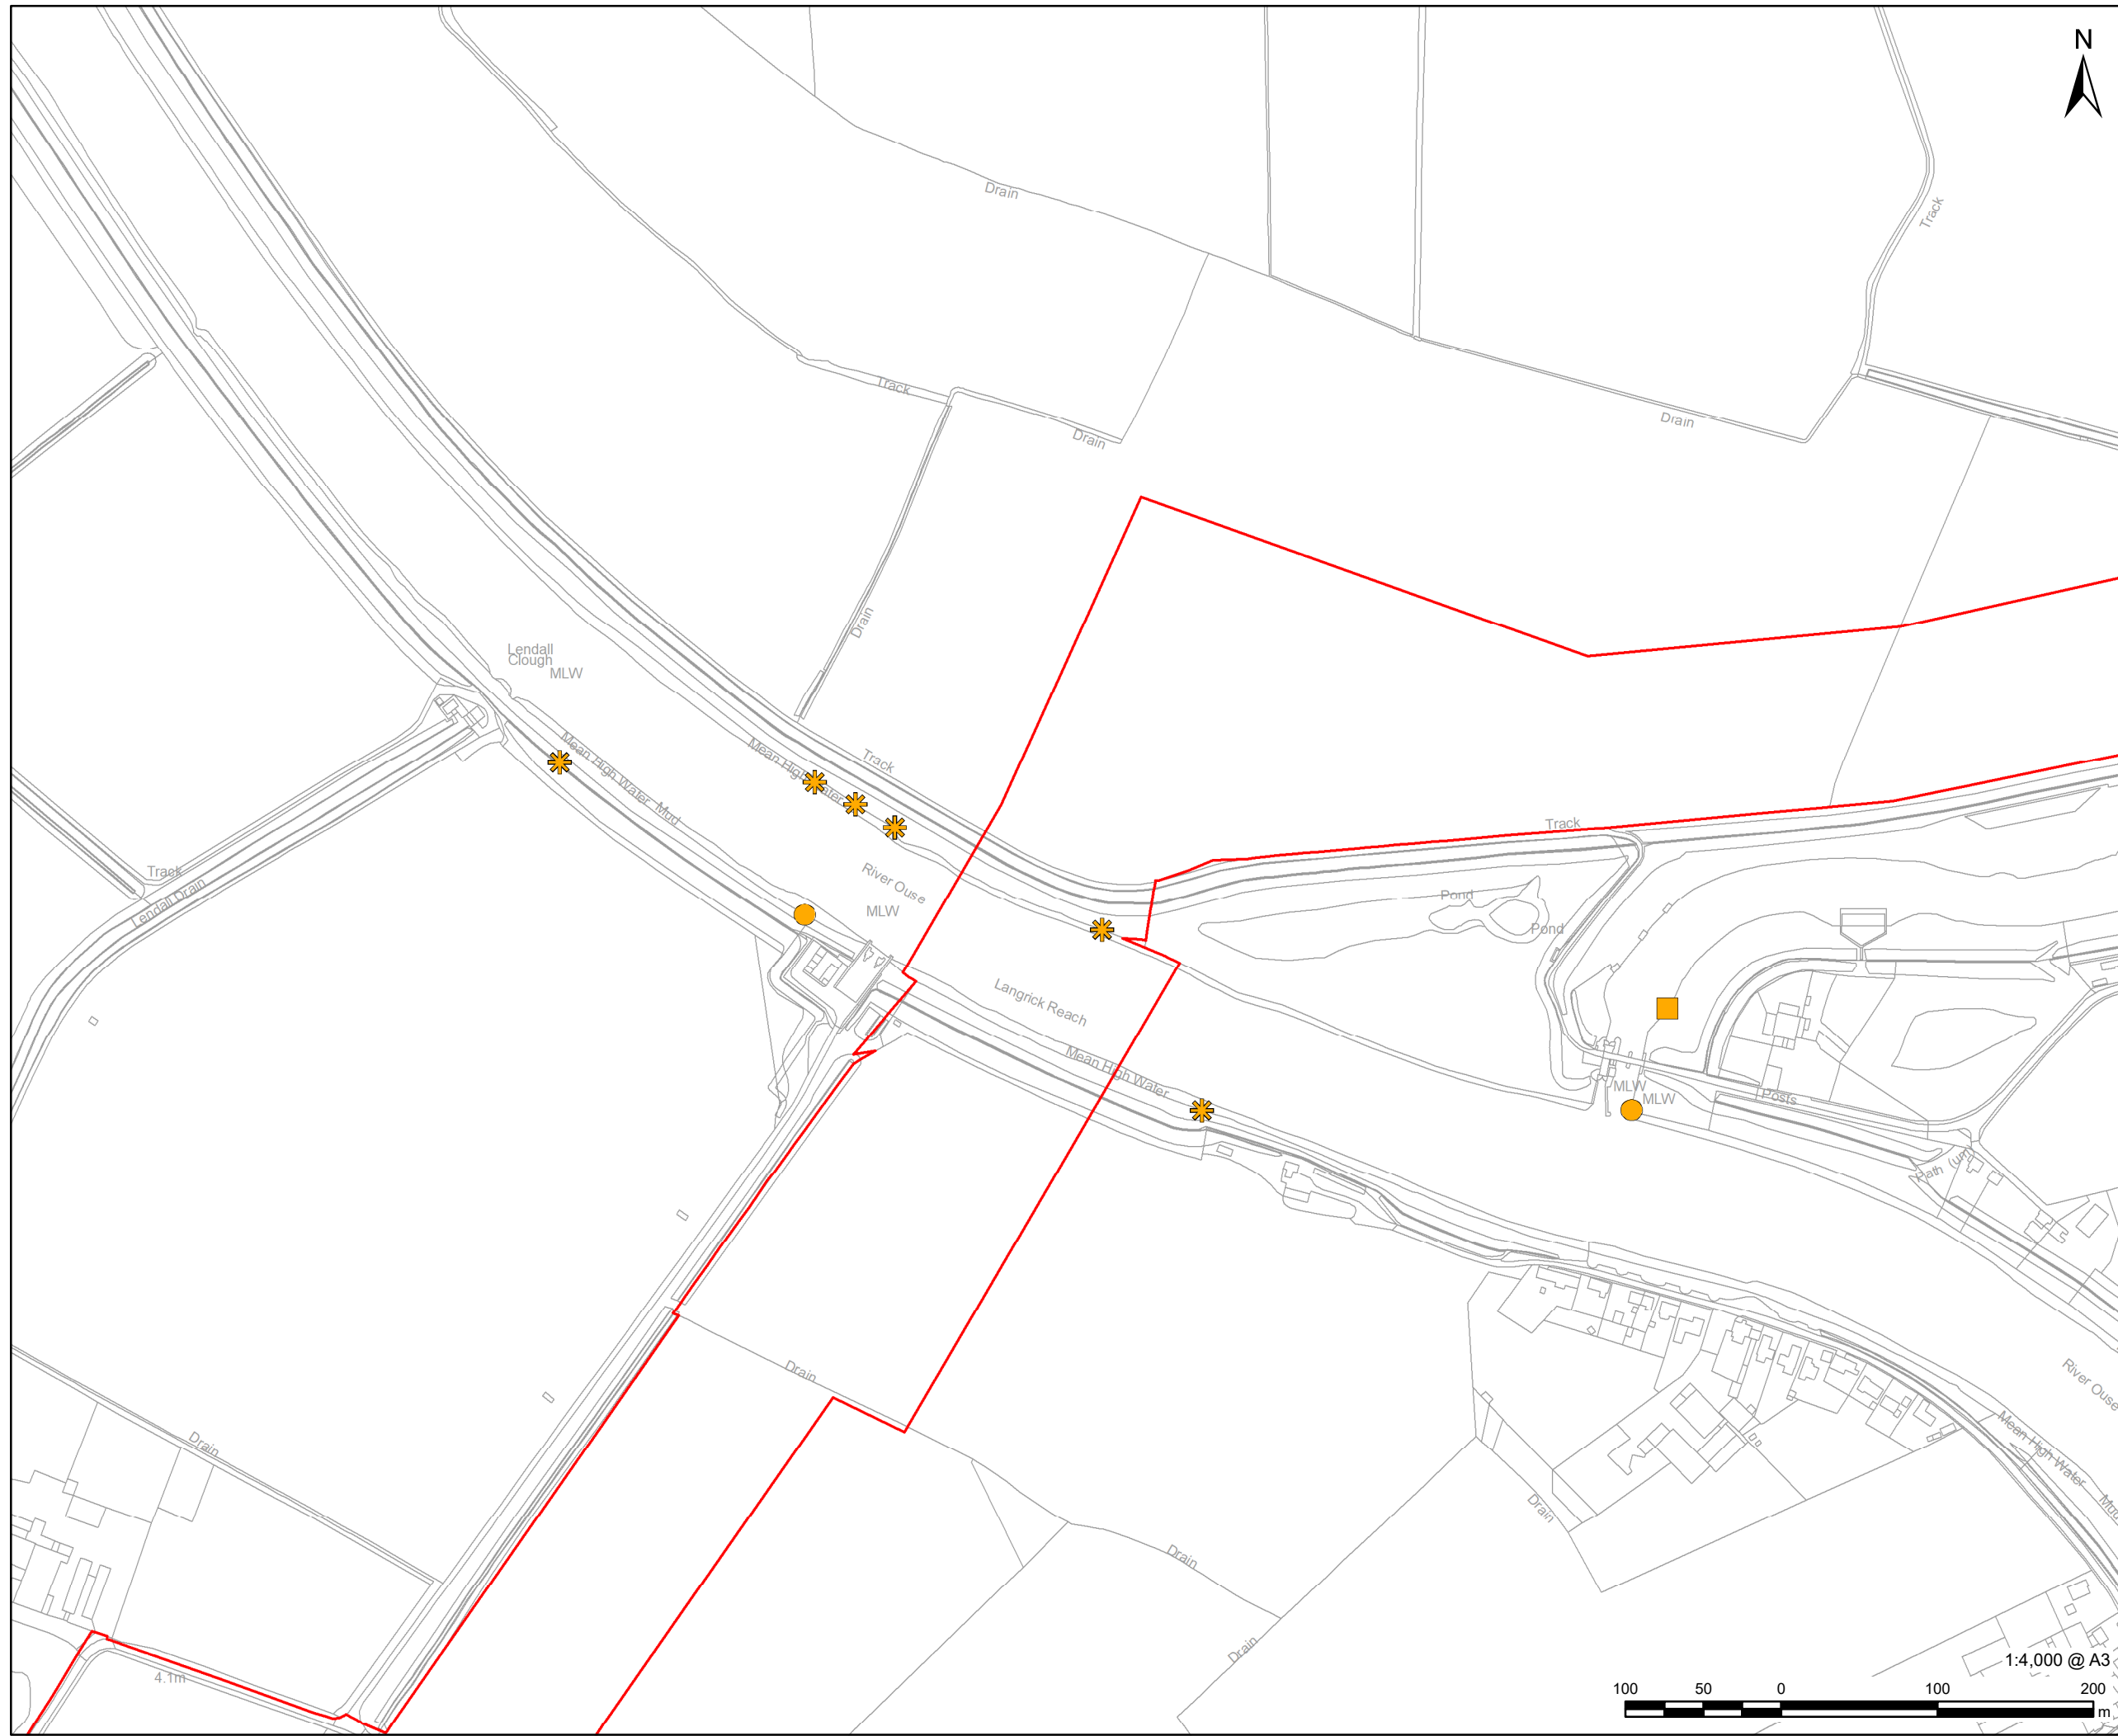 N
Drain
Track
Track
Drain
Drain
Drain
Lendall
Clough
MLW
Mean High Water
Mud
Mean High Water
Track
Track
River Ouse
MLW
Track
Lendall Drain
Pond
Pond
Langrick Reach
Mean High Water
MLW
MLW
Posts
Path (um)
Drain
River Ouse
Drain
Mean High Water
Mud
Drain
Drain
Drain
4.1m
1:4,000 @ A3
100 50 0 100 200
m